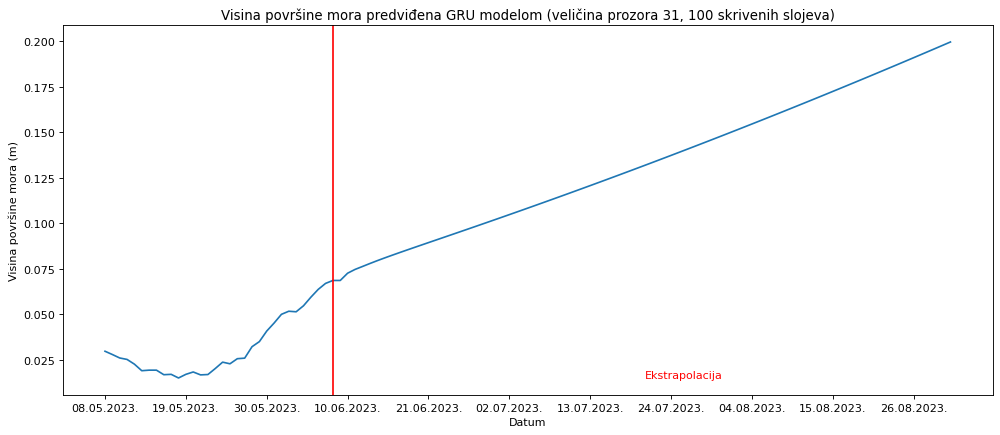 Visina površine mora predviđena GRU modelom (veličina prozora 31, 100 skrivenih slojeva)
Visina površine mora (m)
0.200
0.175
0.150
0.125
0.100
0.075
0.050
0.025
Ekstrapolacija
08.05.2023. 19.05.2023. 30.05.2023. 10.06.2023. 21.06.2023. 02.07.2023. 13.07.2023. 24.07.2023. 04.08.2023. 15.08.2023. 26.08.2023.
Datum